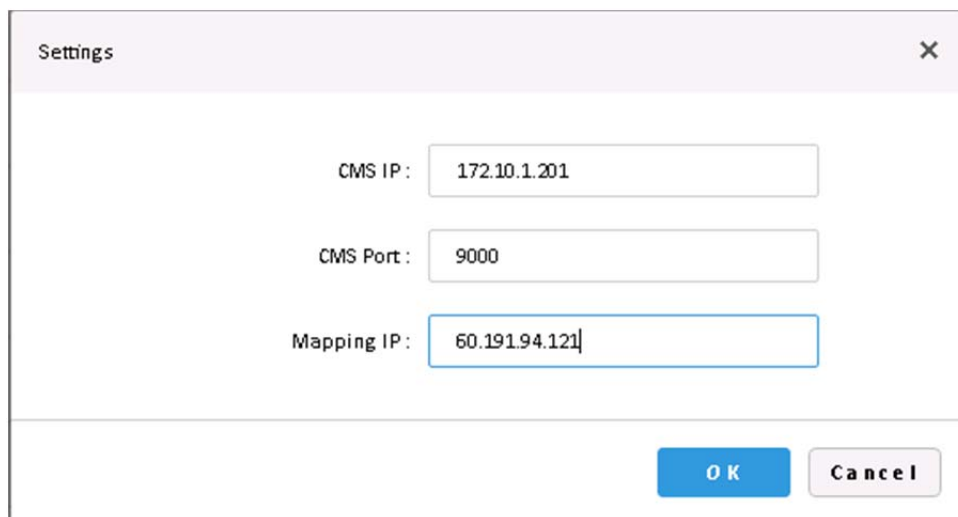 Settings
CMS IP: 172.10.1.201
CMS Port: 9000
Mapping IP: 60.191.94.121
OK Cancel